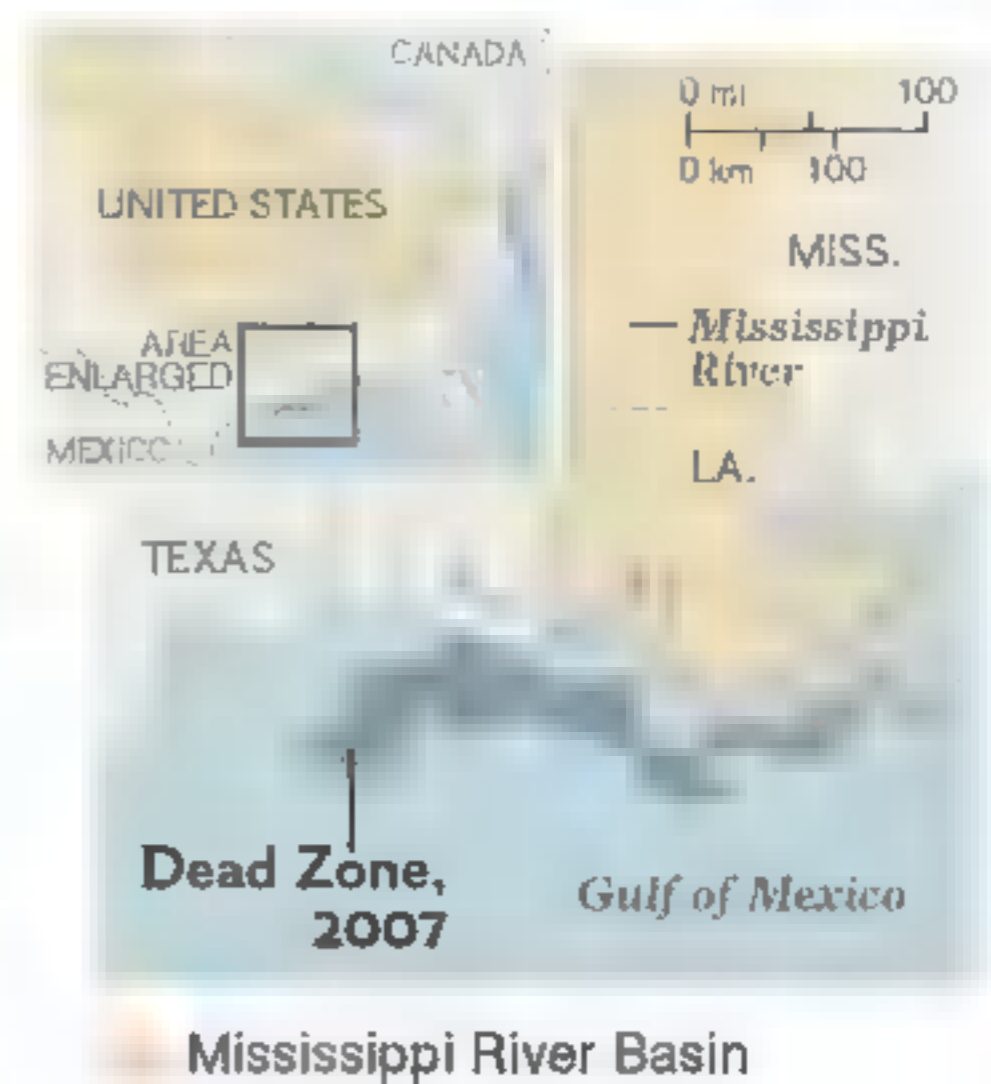 CANADA
UNITED STATES
AREA
ENLARGED
MEXICO
0 mi 100
0 km 100
MISS.
Mississippi
River
LA.
TEXAS
Dead Zone,
2007
Gulf of Mexico
Mississippi River Basin